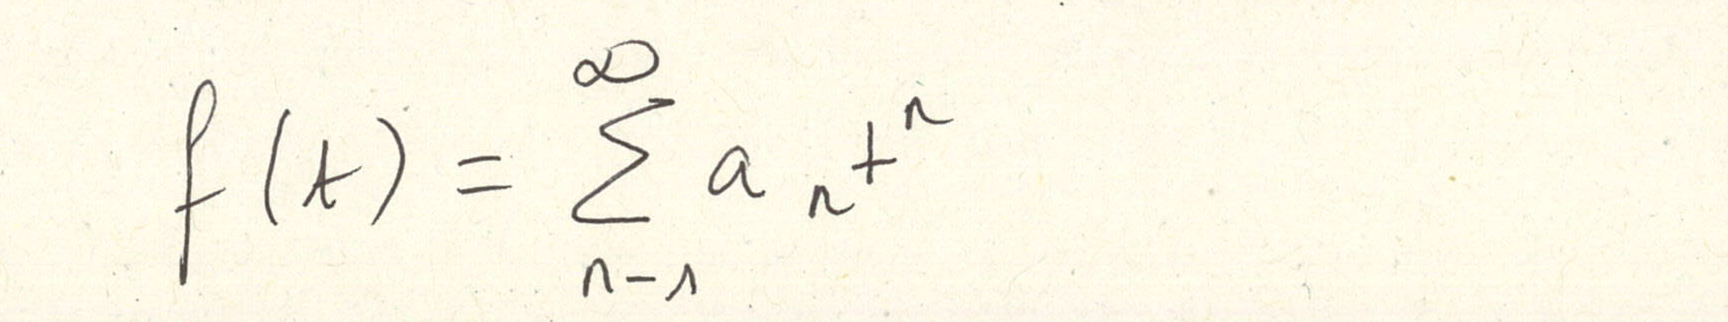 f(t) = \sum_{n-1}^{\infty} a_n t^n